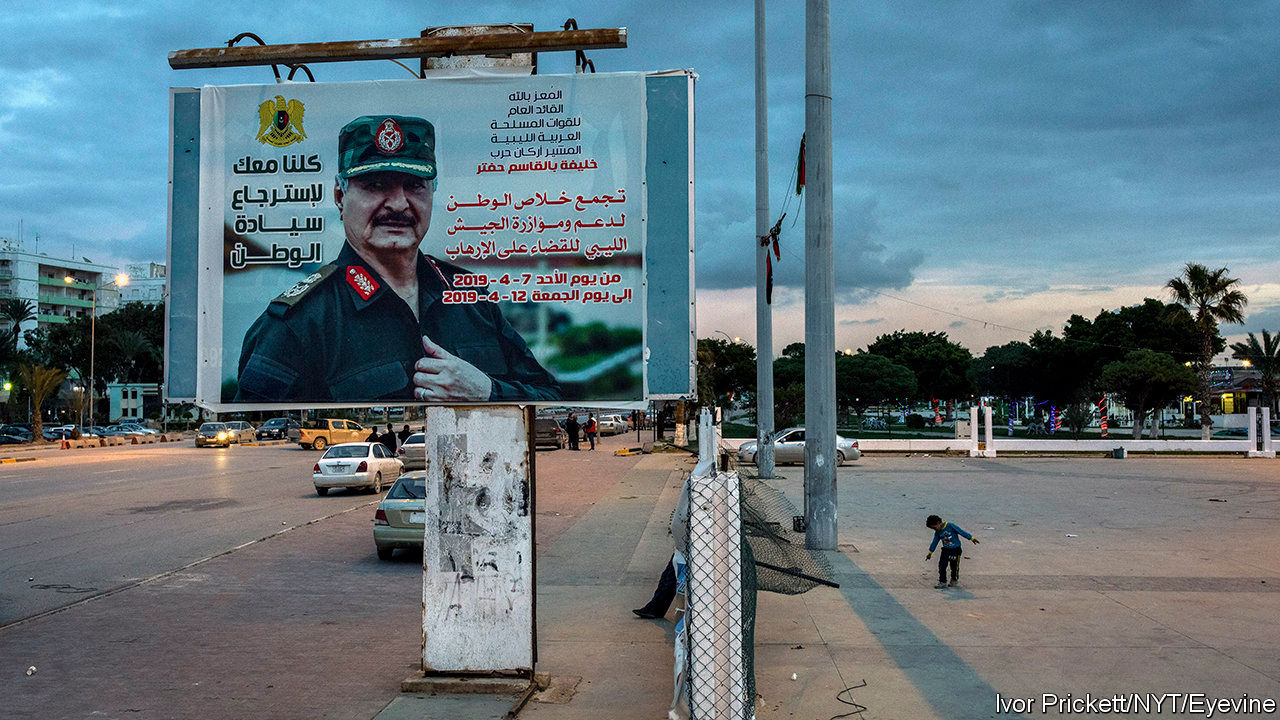 المعز بالله
القائد العام
للقوات المسلحة
العربية الليبية
المشير أركان حرب
خليفة بالقاسم حفتر
كلنا معك
لإسترجاع
سيادة
الوطن
تجمع خلاص الوطن
لدعم ومؤازرة الجيش
الليبي للقضاء على الإرهاب
من يوم الأحد 7-4-2019
إلى يوم الجمعة 12-4-2019
Ivor Prickett/NYT/Eyevine